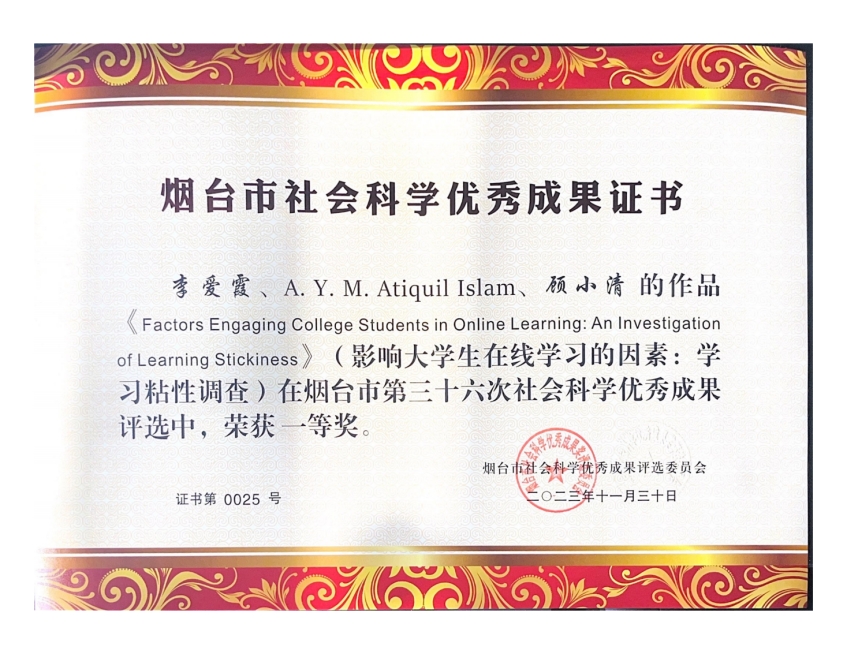 烟台市社会科学优秀成果证书
李爱霞、A. Y. M. Atiquil Islam、顾小清 的作品
《Factors Engaging College Students in Online Learning: An Investigation
of Learning Stickiness》（影响大学生在线学习的因素：学
习粘性调查）在烟台市第三十六次社会科学优秀成果
评选中，荣获一等奖。
烟台市社会科学优秀成果评选委员会
证书第 0025 号
二〇二三年十一月三十日